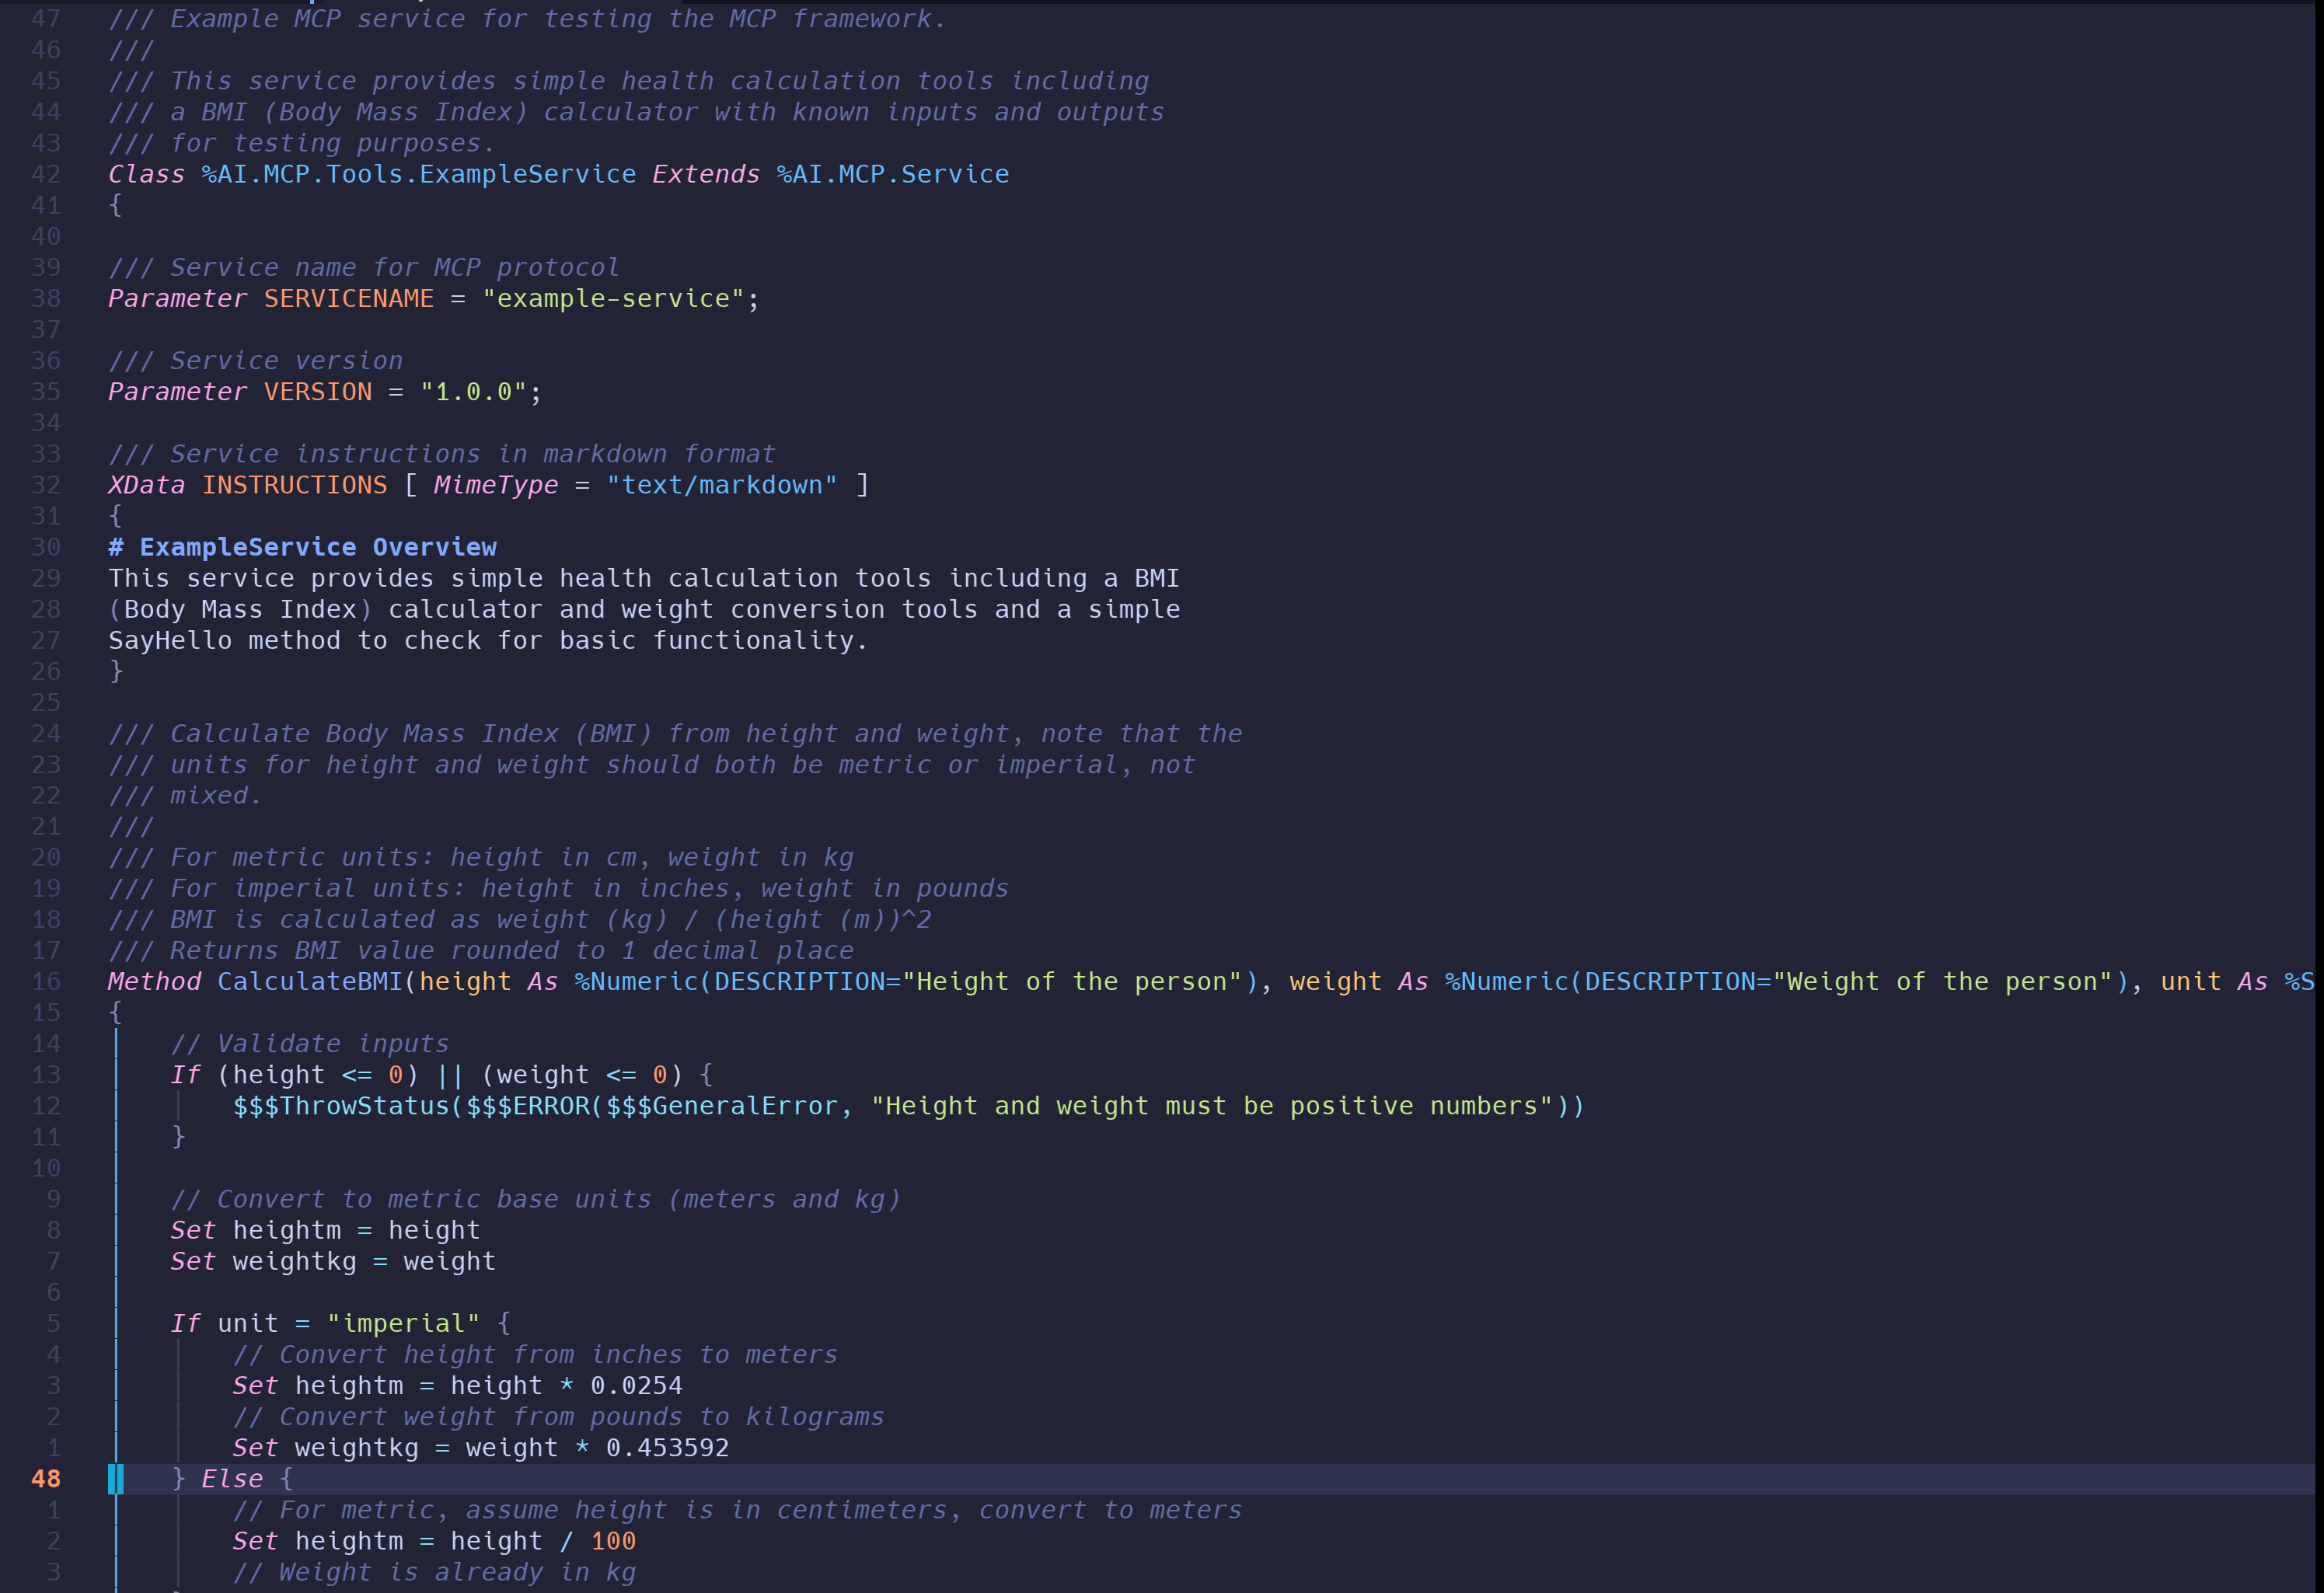 47 /// Example MCP service for testing the MCP framework.
46 ///
45 /// This service provides simple health calculation tools including
44 /// a BMI (Body Mass Index) calculator with known inputs and outputs
43 /// for testing purposes.
42 Class %AI.MCP.Tools.ExampleService Extends %AI.MCP.Service
41 {
40
39 /// Service name for MCP protocol
38 Parameter SERVICENAME = "example-service";
37
36 /// Service version
35 Parameter VERSION = "1.0.0";
34
33 /// Service instructions in markdown format
32 XData INSTRUCTIONS [ MimeType = "text/markdown" ]
31 {
30 # ExampleService Overview
29 This service provides simple health calculation tools including a BMI
28 (Body Mass Index) calculator and weight conversion tools and a simple
27 SayHello method to check for basic functionality.
26 }
25
24 /// Calculate Body Mass Index (BMI) from height and weight, note that the
23 /// units for height and weight should both be metric or imperial, not
22 /// mixed.
21 ///
20 /// For metric units: height in cm, weight in kg
19 /// For imperial units: height in inches, weight in pounds
18 /// BMI is calculated as weight (kg) / (height (m))^2
17 /// Returns BMI value rounded to 1 decimal place
16 Method CalculateBMI(height As %Numeric(DESCRIPTION="Height of the person"), weight As %Numeric(DESCRIPTION="Weight of the person"), unit As %S
15 {
14     // Validate inputs
13     If (height <= 0) || (weight <= 0) {
12         $$$ThrowStatus($$$ERROR($$$GeneralError, "Height and weight must be positive numbers"))
11     }
10
9     // Convert to metric base units (meters and kg)
8     Set heightm = height
7     Set weightkg = weight
6
5     If unit = "imperial" {
4         // Convert height from inches to meters
3         Set heightm = height * 0.0254
2         // Convert weight from pounds to kilograms
1         Set weightkg = weight * 0.453592
48     } Else {
1         // For metric, assume height is in centimeters, convert to meters
2         Set heightm = height / 100
3         // Weight is already in kg